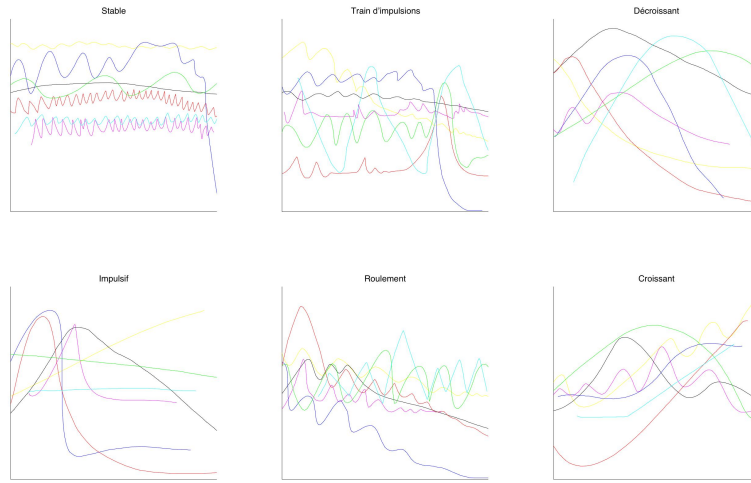 Stable
Train d'impulsions
Décroissant
Impulsif
Roulement
Croissant